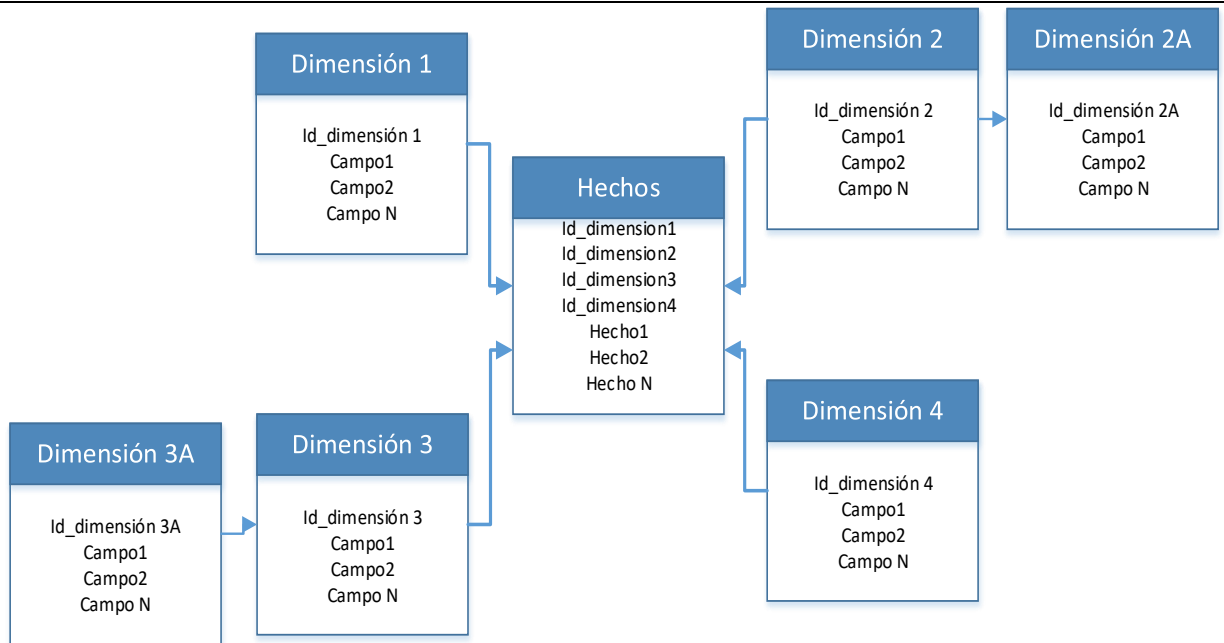 Dimensión 1
Id_dimensión 1
Campo1
Campo2
Campo N
Dimensión 2
Id_dimensión 2
Campo1
Campo2
Campo N
Dimensión 2A
Id_dimensión 2A
Campo1
Campo2
Campo N
Hechos
Id_dimension1
Id_dimension2
Id_dimension3
Id_dimension4
Hecho1
Hecho2
Hecho N
Dimensión 3A
Id_dimensión 3A
Campo1
Campo2
Campo N
Dimensión 3
Id_dimensión 3
Campo1
Campo2
Campo N
Dimensión 4
Id_dimensión 4
Campo1
Campo2
Campo N